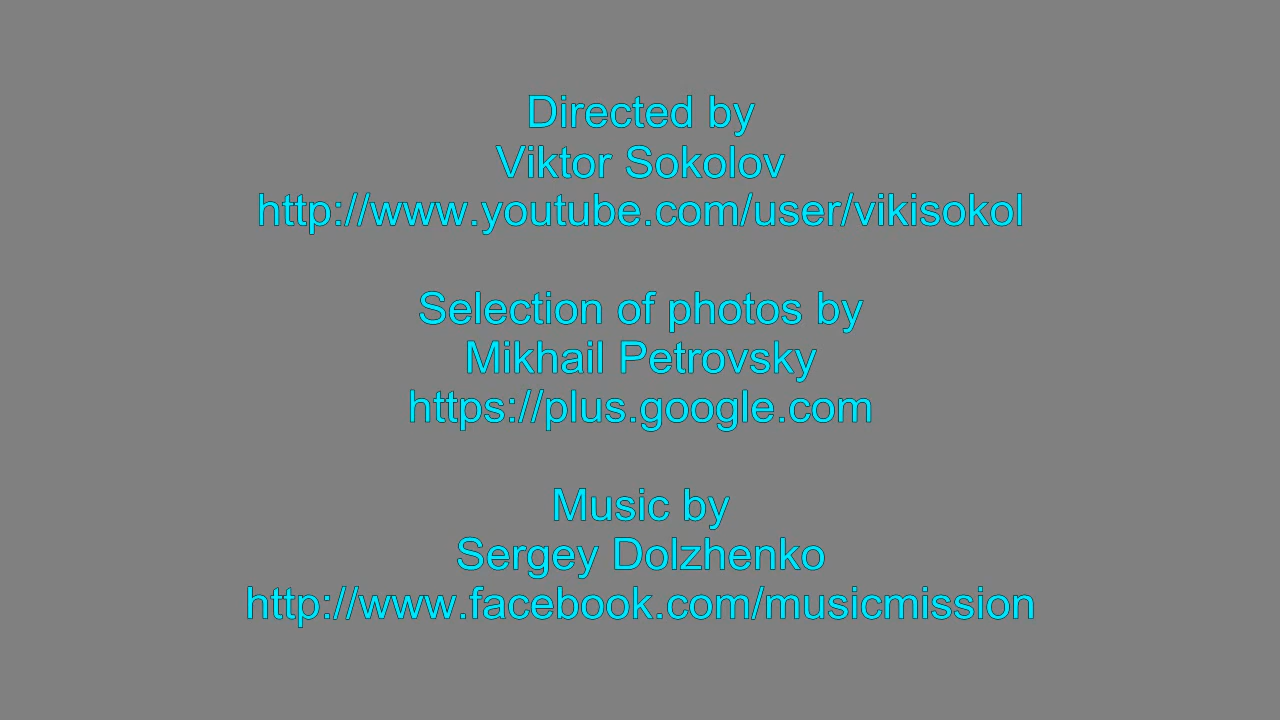 Directed by
Viktor Sokolov
http://www.youtube.com/user/vikisokol
Selection of photos by
Mikhail Petrovsky
https://plus.google.com
Music by
Sergey Dolzhenko
http://www.facebook.com/musicmission